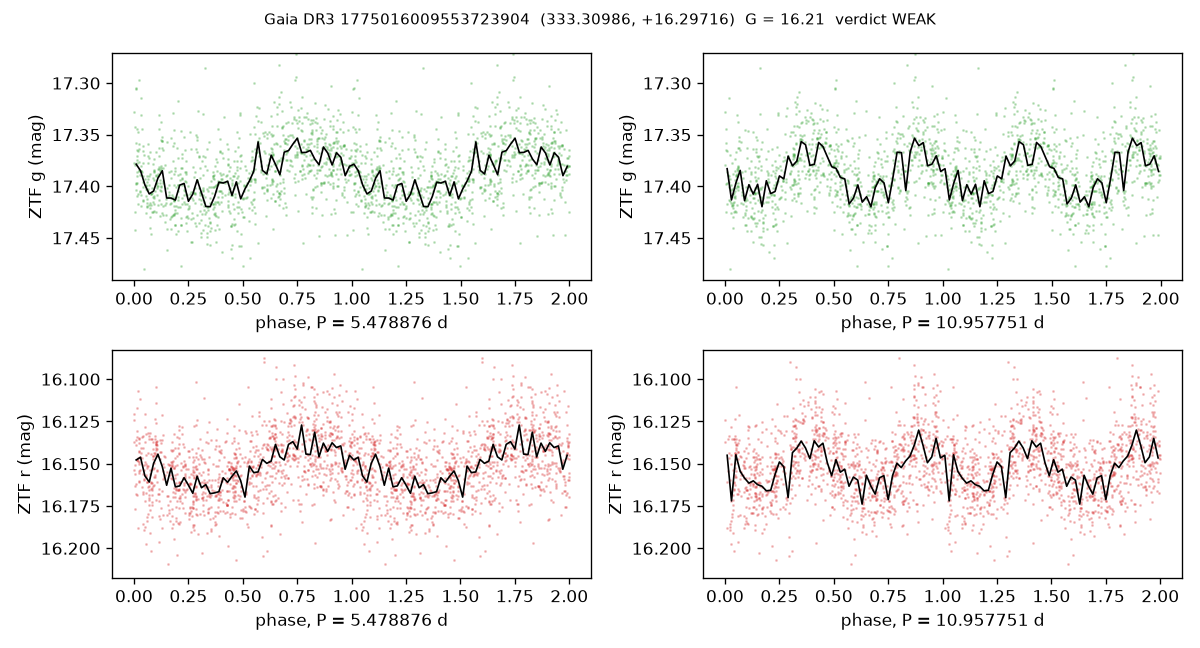 Gaia DR3 1775016009553723904 (333.30986, +16.29716) G = 16.21 verdict WEAK
ZTF g (mag)
17.30
17.35
17.40
17.45
0.00 0.25 0.50 0.75 1.00 1.25 1.50 1.75 2.00
phase, P = 5.478876 d
ZTF g (mag)
17.30
17.35
17.40
17.45
0.00 0.25 0.50 0.75 1.00 1.25 1.50 1.75 2.00
phase, P = 10.957751 d
ZTF r (mag)
16.100
16.125
16.150
16.175
16.200
0.00 0.25 0.50 0.75 1.00 1.25 1.50 1.75 2.00
phase, P = 5.478876 d
ZTF r (mag)
16.100
16.125
16.150
16.175
16.200
0.00 0.25 0.50 0.75 1.00 1.25 1.50 1.75 2.00
phase, P = 10.957751 d